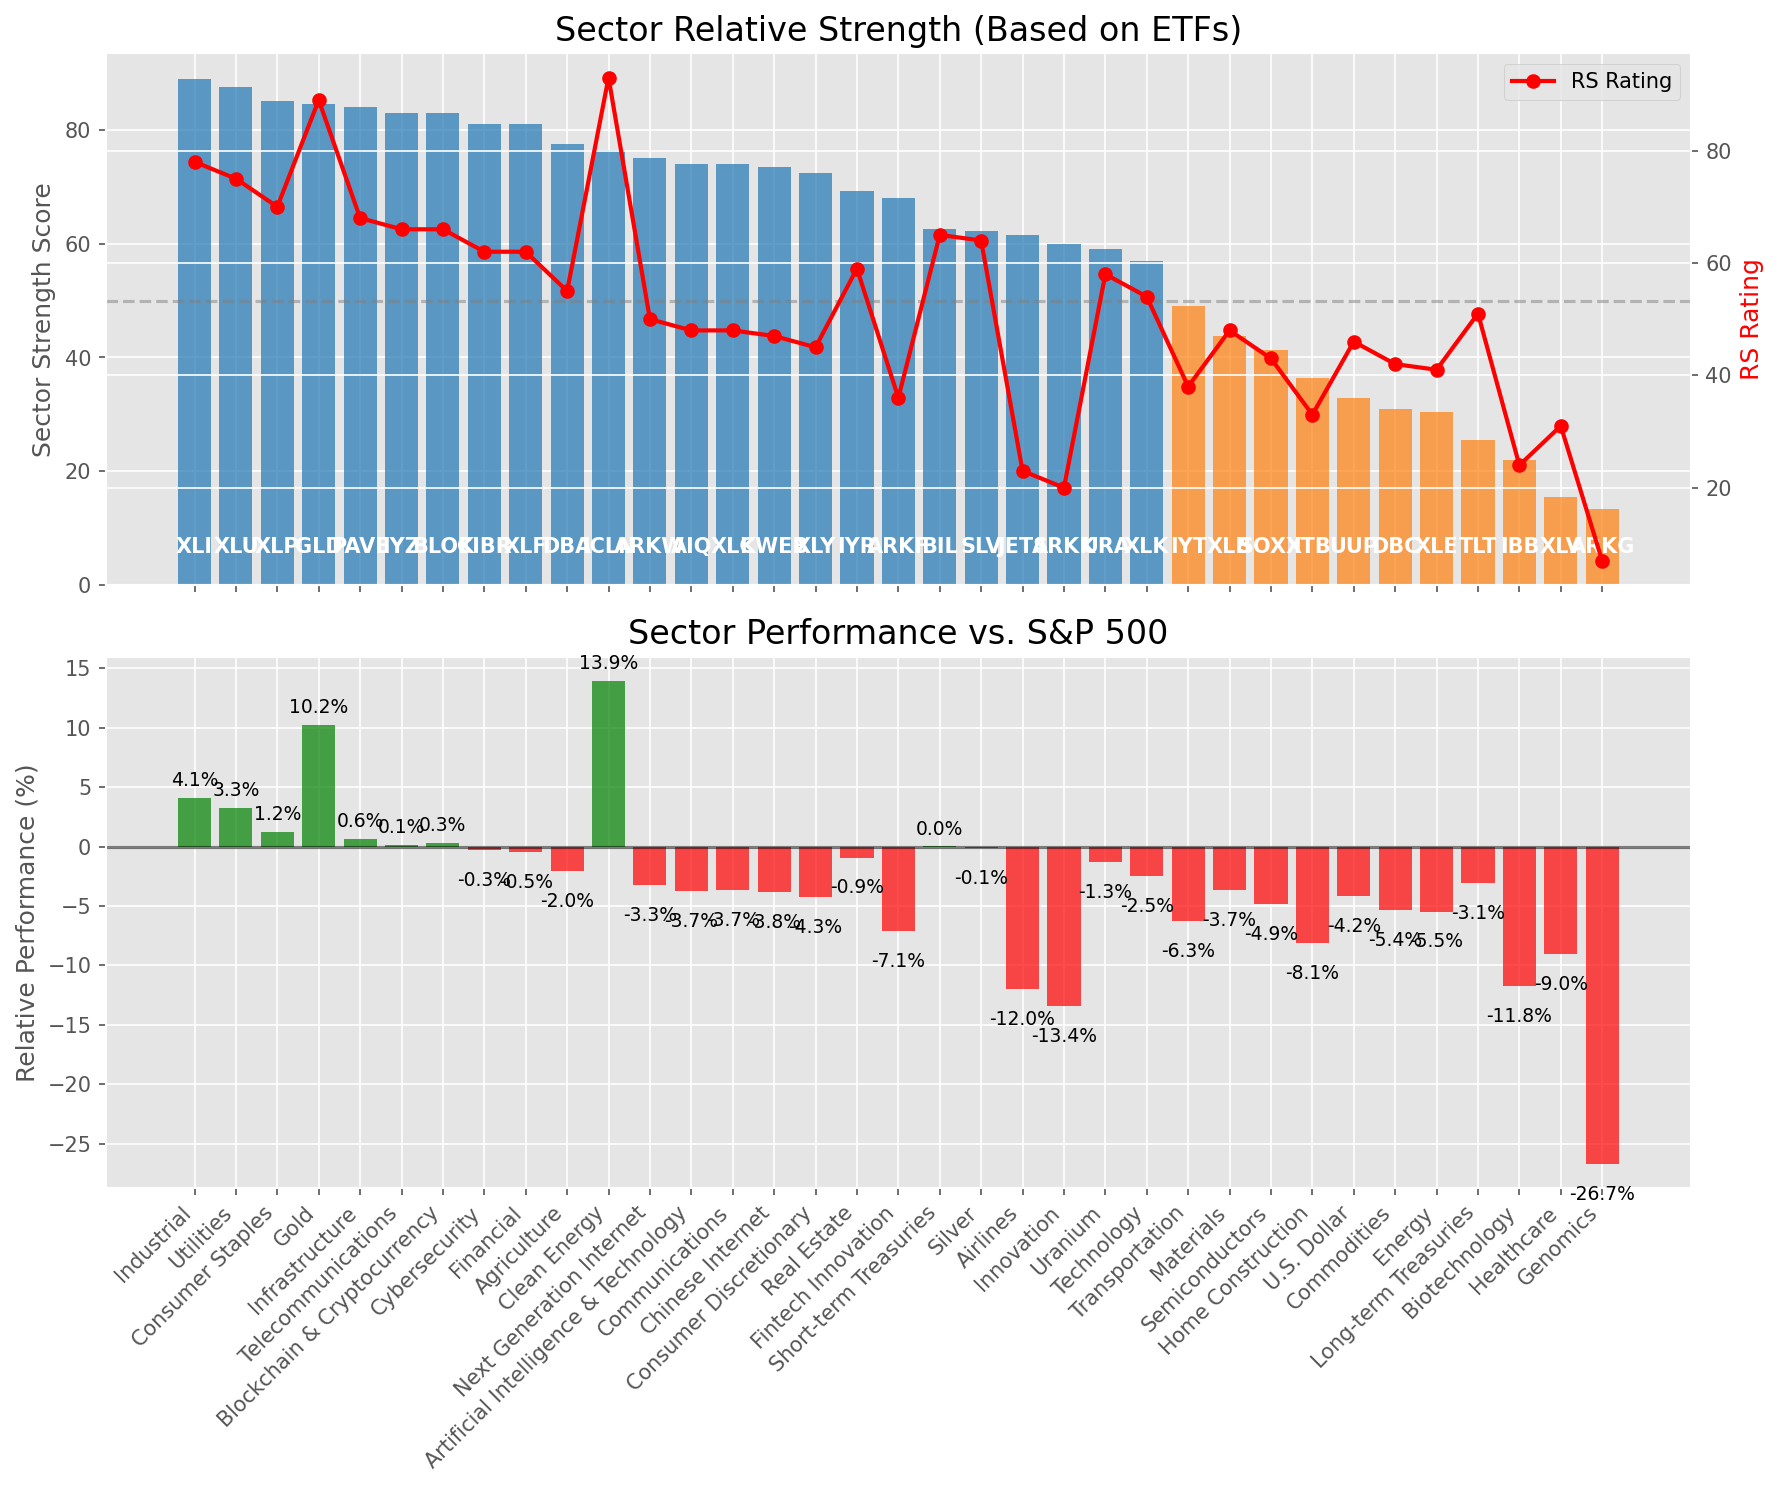 Sector Relative Strength (Based on ETFs)
RS Rating
Sector Strength Score
80
60
40
20
0
80
60
40
20
RS Rating
XLI XLU XLP GLD PAVE IYZ BLOK CIBR XLF DBA ICLN ARKW AIQ XLC KWEB XLY IYR ARKF BIL SLV JETS ARKK URA XLK IYT XLB SOXX ITB UUP DBC XLE TLT IBB XLV ARKG
Sector Performance vs. S&P 500
Relative Performance (%)
15
10
5
0
−5
−10
−15
−20
−25
4.1% 3.3% 1.2% 10.2% 0.6% 0.1% 0.3% -0.3% -0.5% -2.0% 13.9% -3.3% -3.7% -3.7% -3.8% -4.3% -0.9% -7.1% 0.0% -0.1% -12.0% -13.4% -1.3% -2.5% -6.3% -3.7% -4.9% -8.1% -4.2% -5.4% -5.5% -3.1% -11.8% -9.0% -26.7%
Industrial
Utilities
Consumer Staples
Gold
Infrastructure
Telecommunications
Blockchain & Cryptocurrency
Cybersecurity
Financial
Agriculture
Clean Energy
Next Generation Internet
Artificial Intelligence & Technology
Communications
Chinese Internet
Consumer Discretionary
Real Estate
Fintech Innovation
Short-term Treasuries
Silver
Airlines
Innovation
Uranium
Technology
Transportation
Materials
Semiconductors
Home Construction
U.S. Dollar
Commodities
Energy
Long-term Treasuries
Biotechnology
Healthcare
Genomics